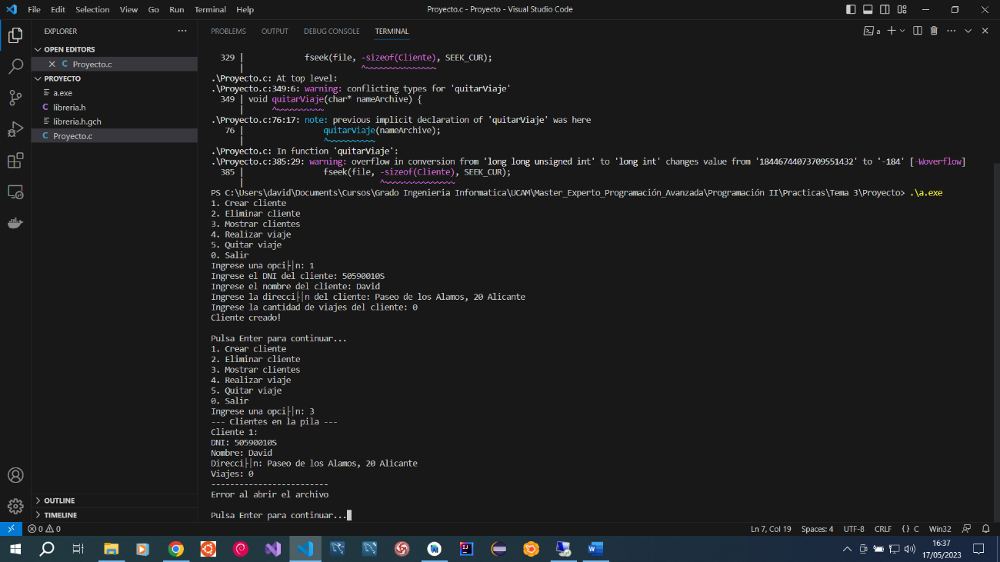 File Edit Selection View Go Run Terminal Help
Proyecto.c - Proyecto - Visual Studio Code
EXPLORER
OPEN EDITORS
C Proyecto.c
PROYECTO
a.exe
C libreria.h
libreria.h.gch
C Proyecto.c
OUTLINE
TIMELINE
PROBLEMS OUTPUT DEBUG CONSOLE TERMINAL
a
329 | fseek(file, -sizeof(Cliente), SEEK_CUR);
| ^~~~~~~~~~~~~~~~
.\Proyecto.c: At top level:
.\Proyecto.c:349:6: warning: conflicting types for 'quitarViaje'
349 | void quitarViaje(char* nameArchive) {
| ^~~~~~~~~~~
.\Proyecto.c:76:17: note: previous implicit declaration of 'quitarViaje' was here
76 | quitarViaje(nameArchive);
| ^~~~~~~~~~~
.\Proyecto.c: In function 'quitarViaje':
.\Proyecto.c:385:29: warning: overflow in conversion from 'long long unsigned int' to 'long int' changes value from '18446744073709551432' to '-184' [-Woverflow]
385 | fseek(file, -sizeof(Cliente), SEEK_CUR);
| ^~~~~~~~~~~~~~~~
PS C:\Users\david\Documents\Cursos\Grado Ingenieria Informatica\UCAM\Master_Experto_Programación_Avanzada\Programación II\Practicas\Tema 3\Proyecto> .\a.exe
1. Crear cliente
2. Eliminar cliente
3. Mostrar clientes
4. Realizar viaje
5. Quitar viaje
0. Salir
Ingrese una opci├│n: 1
Ingrese el DNI del cliente: 50590010S
Ingrese el nombre del cliente: David
Ingrese la direcci├│n del cliente: Paseo de los Alamos, 20 Alicante
Ingrese la cantidad de viajes del cliente: 0
Cliente creado!
Pulsa Enter para continuar...
1. Crear cliente
2. Eliminar cliente
3. Mostrar clientes
4. Realizar viaje
5. Quitar viaje
0. Salir
Ingrese una opci├│n: 3
--- Clientes en la pila ---
Cliente 1:
DNI: 50590010S
Nombre: David
Direcci├│n: Paseo de los Alamos, 20 Alicante
Viajes: 0
-------------------------
Error al abrir el archivo
Pulsa Enter para continuar...
0 0
Ln 7, Col 19 Spaces: 4 UTF-8 CRLF {} C Win32
16:37
17/05/2023